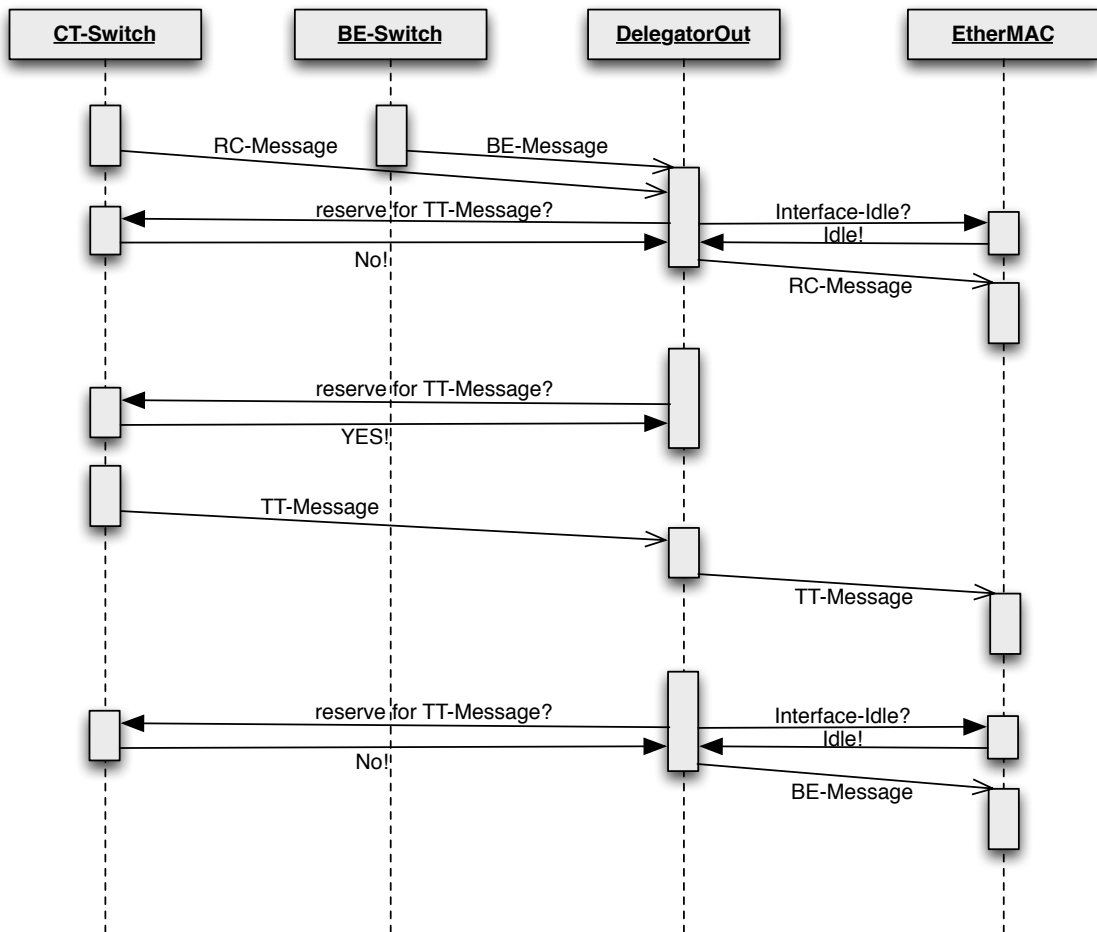 CT-Switch
BE-Switch
DelegatorOut
EtherMAC
RC-Message
BE-Message
reserve for TT-Message?
Interface-Idle?
Idle!
No!
RC-Message
reserve for TT-Message?
YES!
TT-Message
TT-Message
reserve for TT-Message?
Interface-Idle?
Idle!
No!
BE-Message